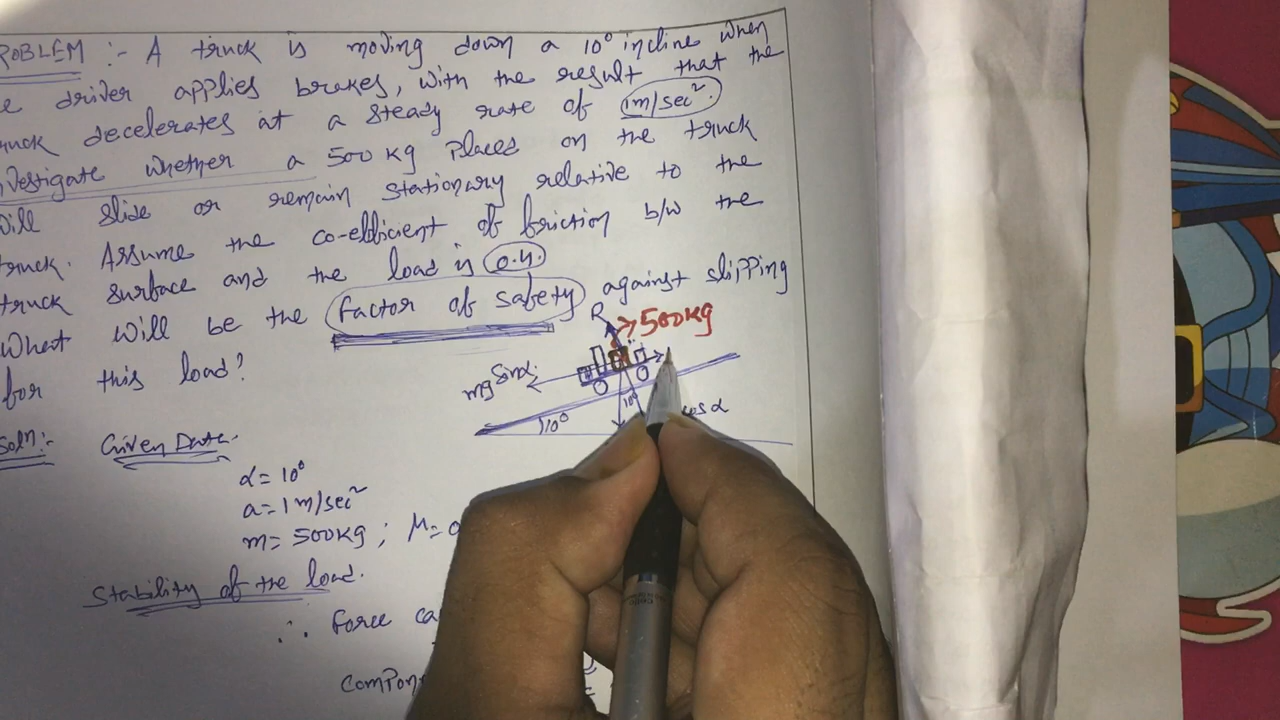 ROBLEM :- A truck is moving down a 10° incline when
e driver applies brakes, with the result that the
ruck decelerates at a steady rate of 1m/sec².
nvestigate whether a 500 kg places on the truck
will slide or remain stationary relative to the
truck. Assume the co-efficient of friction b/w the
truck surface and the load is 0.4.
What will be the factor of safety against slipping
for this load?
R
500kg
mg sinα
10°
10°
cos α
Soln:- Given Data-
α = 10°
a = 1 m/sec²
m = 500kg ; μ = 0
Stability of the load.
∴ force ca
compon